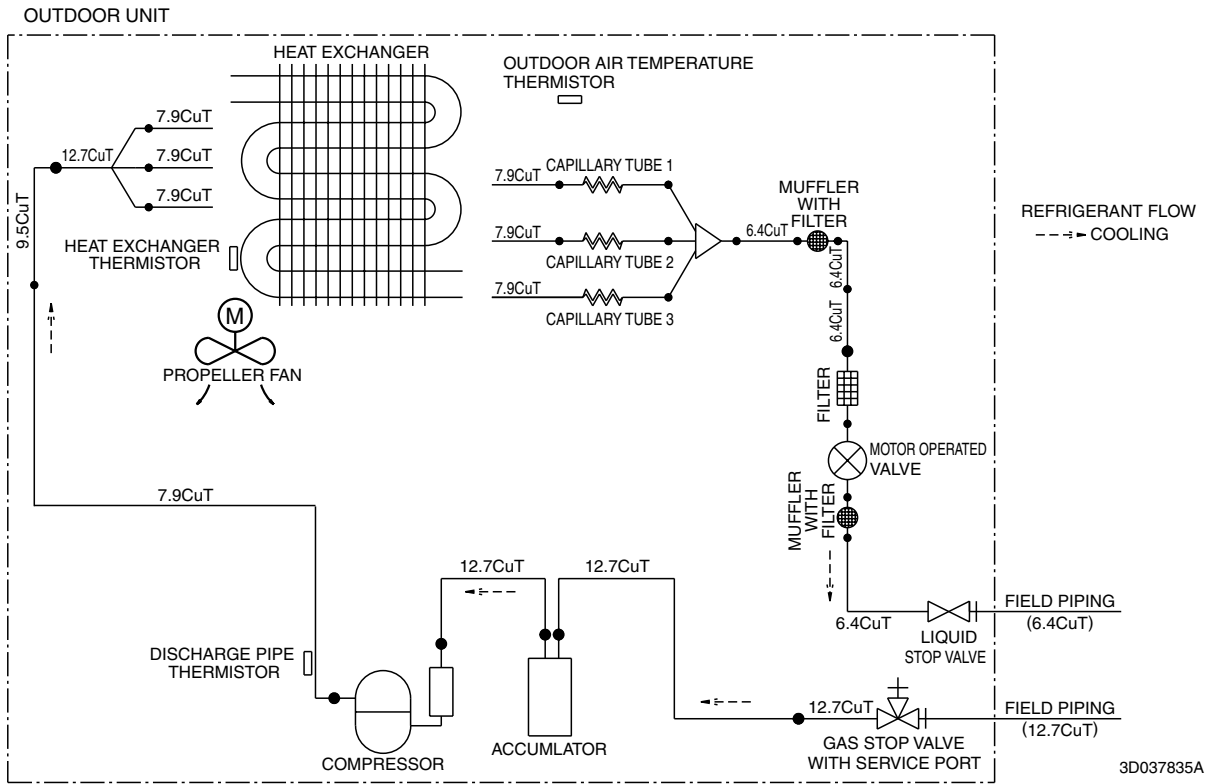 OUTDOOR UNIT
HEAT EXCHANGER
OUTDOOR AIR TEMPERATURE
THERMISTOR
7.9CuT
12.7CuT
7.9CuT
7.9CuT
9.5CuT
HEAT EXCHANGER
THERMISTOR
M
PROPELLER FAN
CAPILLARY TUBE 1
7.9CuT
7.9CuT
CAPILLARY TUBE 2
7.9CuT
CAPILLARY TUBE 3
6.4CuT
MUFFLER
WITH
FILTER
6.4CuT
6.4CuT
REFRIGERANT FLOW
COOLING
FILTER
MOTOR OPERATED
VALVE
MUFFLER
WITH
FILTER
7.9CuT
12.7CuT
12.7CuT
6.4CuT
LIQUID
STOP VALVE
FIELD PIPING
(6.4CuT)
DISCHARGE PIPE
THERMISTOR
COMPRESSOR
ACCUMLATOR
12.7CuT
GAS STOP VALVE
WITH SERVICE PORT
FIELD PIPING
(12.7CuT)
3D037835A